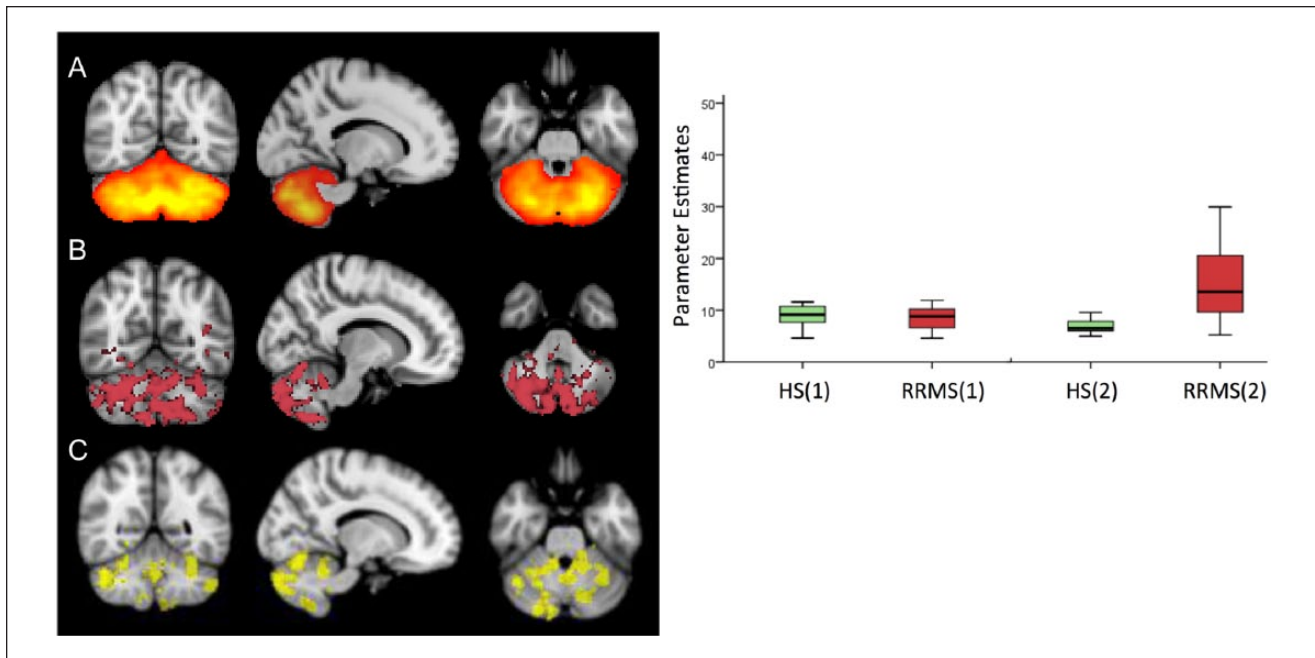 A
B
C
Parameter Estimates
50
40
30
20
10
0
HS(1) RRMS(1) HS(2) RRMS(2)